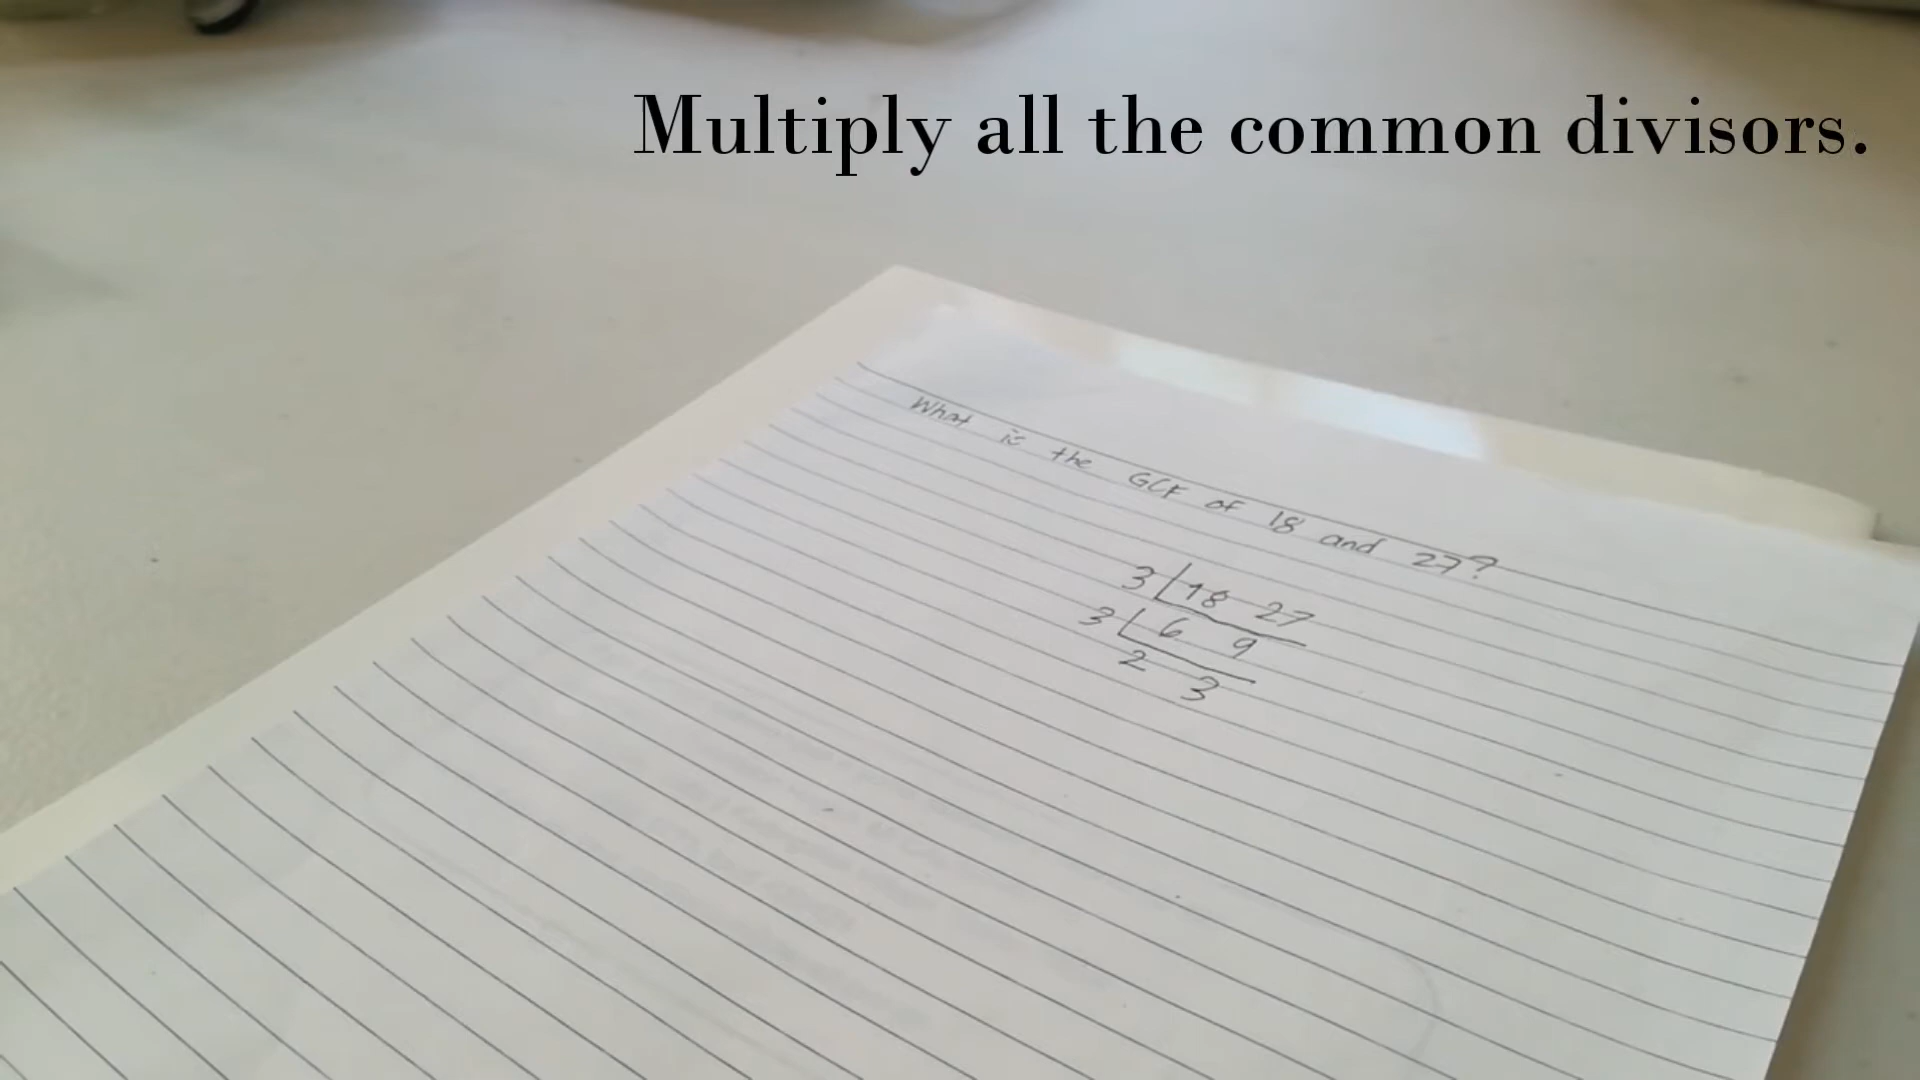 Multiply all the common divisors.
What is the GCF of 18 and 27?
3 18 27
3 6 9
2 3